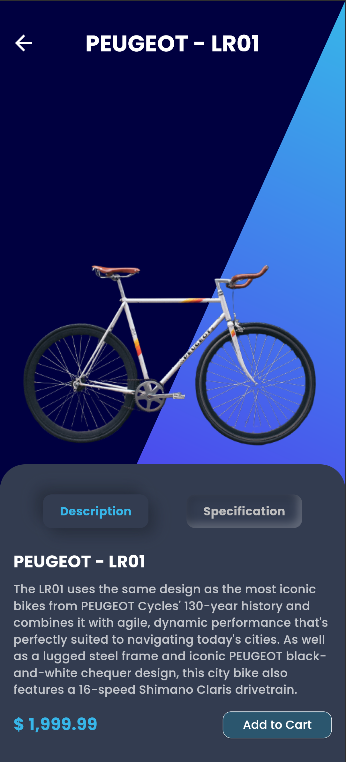 PEUGEOT - LR01
PEUGEOT
Description
Specification
PEUGEOT - LR01
The LR01 uses the same design as the most iconic
bikes from PEUGEOT Cycles' 130-year history and
combines it with agile, dynamic performance that's
perfectly suited to navigating today's cities. As well
as a lugged steel frame and iconic PEUGEOT black-
and-white chequer design, this city bike also
features a 16-speed Shimano Claris drivetrain.
$ 1,999.99
Add to Cart